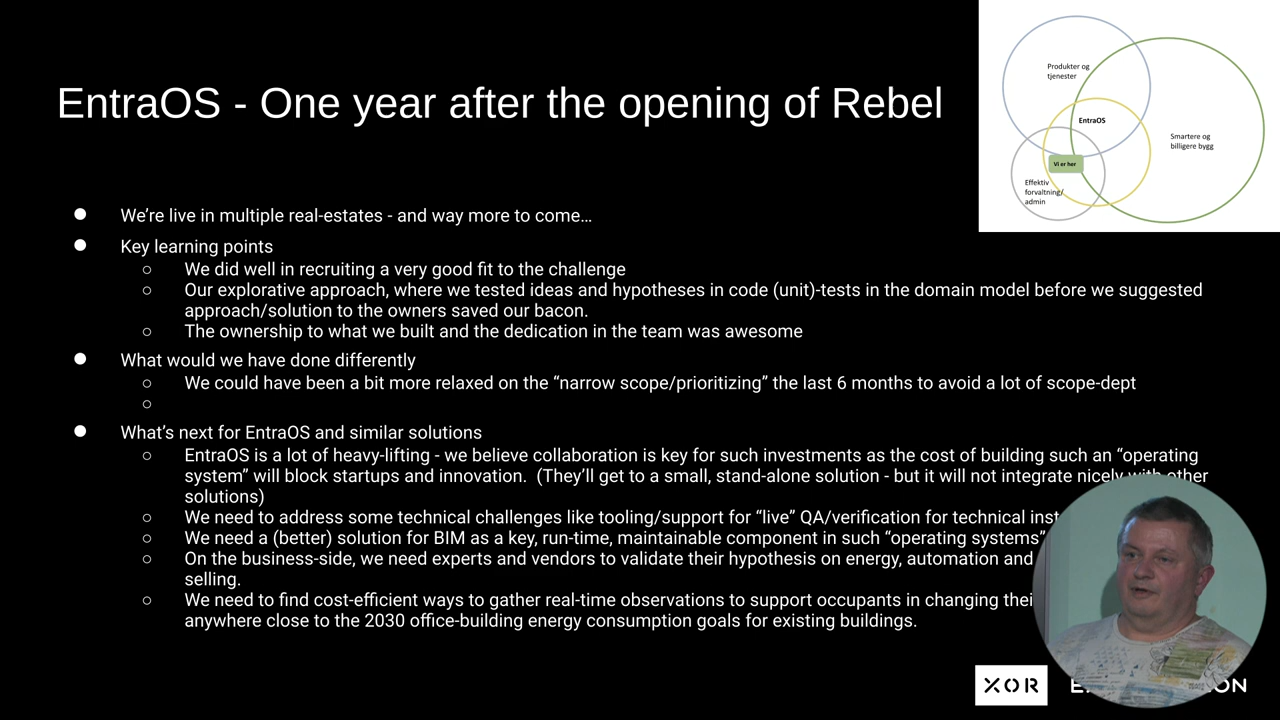 EntraOS - One year after the opening of Rebel
Produkter og
tjenester
EntraOS
Smartere og
billigere bygg
Vi er her
Effektiv
forvaltning/
admin
We’re live in multiple real-estates - and way more to come…
Key learning points
We did well in recruiting a very good fit to the challenge
Our explorative approach, where we tested ideas and hypotheses in code (unit)-tests in the domain model before we suggested
approach/solution to the owners saved our bacon.
The ownership to what we built and the dedication in the team was awesome
What would we have done differently
We could have been a bit more relaxed on the “narrow scope/prioritizing” the last 6 months to avoid a lot of scope-dept
What’s next for EntraOS and similar solutions
EntraOS is a lot of heavy-lifting - we believe collaboration is key for such investments as the cost of building such an “operating
system” will block startups and innovation. (They’ll get to a small, stand-alone solution - but it will not integrate nicely with other
solutions)
We need to address some technical challenges like tooling/support for “live” QA/verification for technical
We need a (better) solution for BIM as a key, run-time, maintainable component in such “operating systems”
On the business-side, we need experts and vendors to validate their hypothesis on energy, automation and
selling.
We need to find cost-efficient ways to gather real-time observations to support occupants in changing
anywhere close to the 2030 office-building energy consumption goals for existing buildings.
XOR